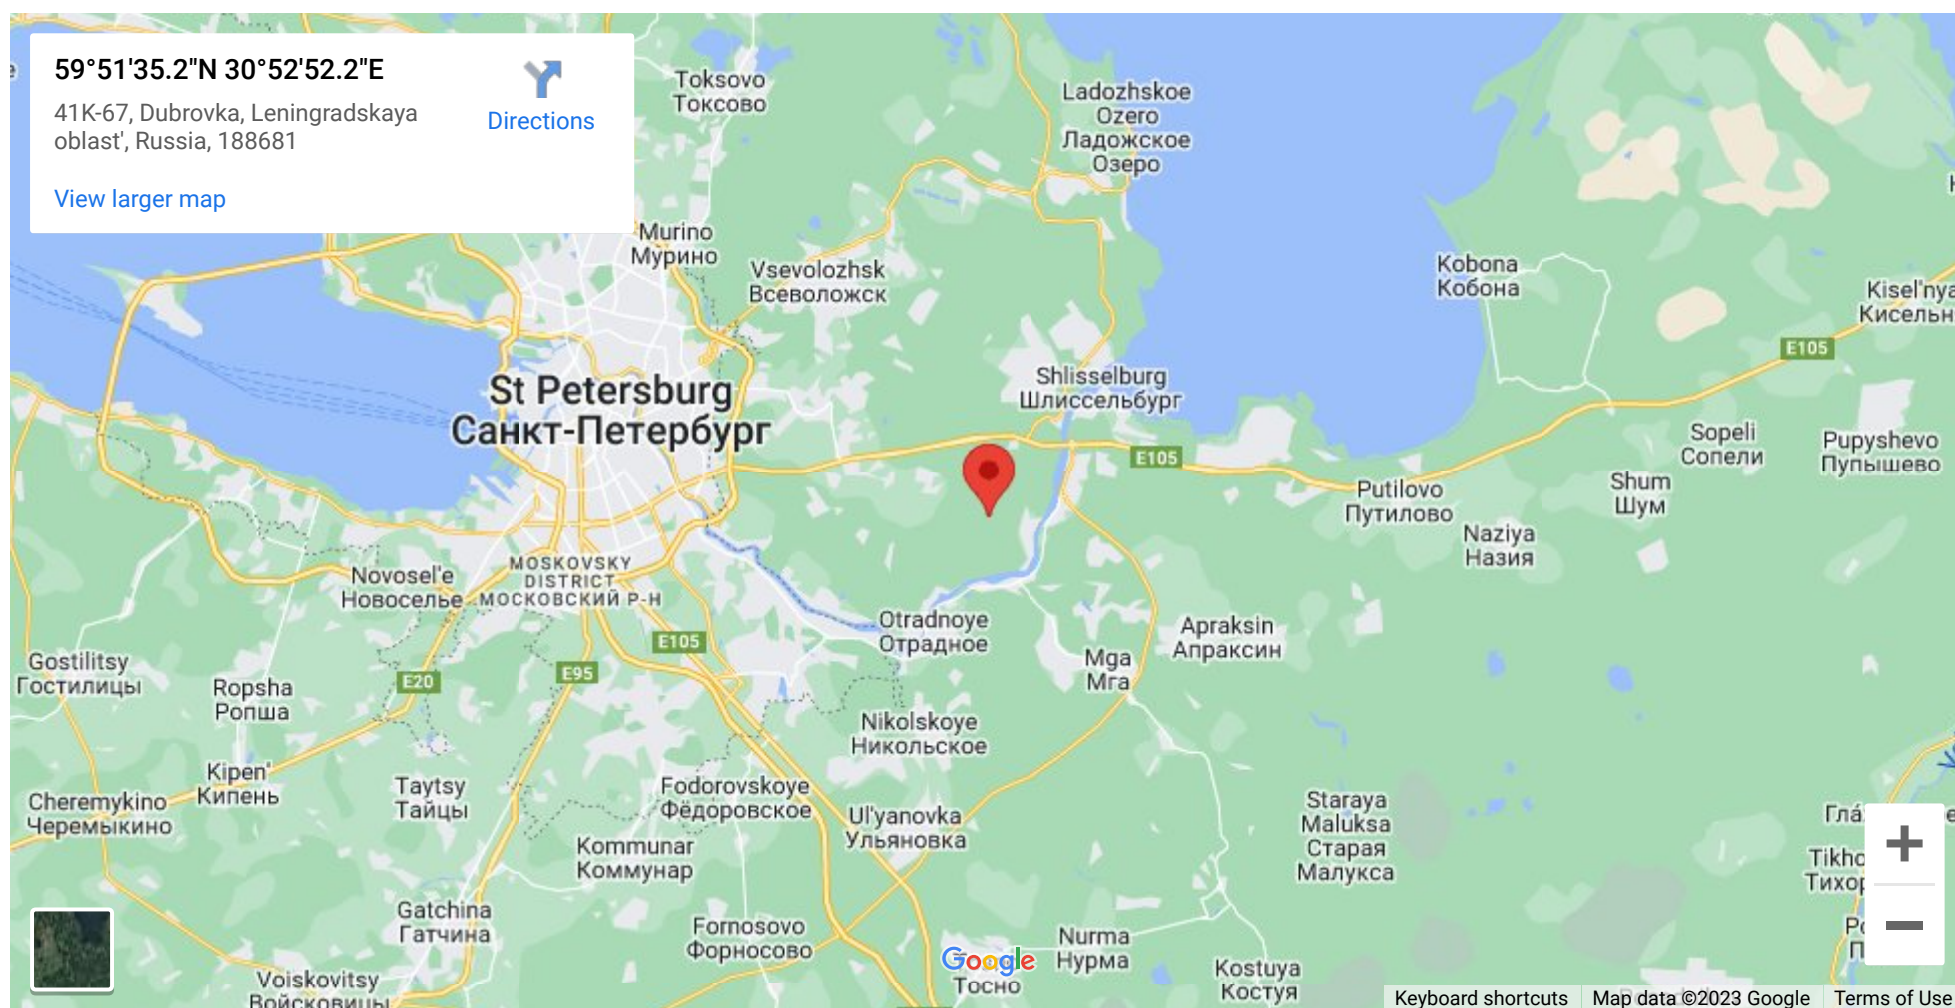 59°51'35.2"N 30°52'52.2"E
41K-67, Dubrovka, Leningradskaya
oblast', Russia, 188681
Directions
View larger map
Toksovo
Токсово
Ladozhskoe
Ozero
Ладожское
Озеро
Murino
Мурино
Vsevolozhsk
Всеволожск
Kobona
Кобона
Kisel'nya
Кисельн
E105
Shlisselburg
Шлиссельбург
St Petersburg
Санкт-Петербург
E105
Sopeli
Сопели
Pupyshevo
Пупышево
Putilovo
Путилово
Shum
Шум
Naziya
Назия
Novosel'e
Новоселье
MOSKOVSKY
DISTRICT
МОСКОВСКИЙ Р-Н
Otradnoye
Отрадное
Apraksin
Апраксин
E105
E95
E20
Mga
Мга
Gostilitsy
Гостилицы
Ropsha
Ропша
Nikolskoye
Никольское
Kipen'
Кипень
Cheremykino
Черемыкино
Taytsy
Тайцы
Fodorovskoye
Фёдоровское
Ul'yanovka
Ульяновка
Staraya
Maluksa
Старая
Малукса
Kommunar
Коммунар
Gatchina
Гатчина
Fornosovo
Форносово
Nurma
Нурма
Google
Тосно
Kostuya
Костуя
Voiskovitsy
Войсковицы
Гла
Tikho
Тихор
+
−
Keyboard shortcuts
Map data ©2023 Google
Terms of Use